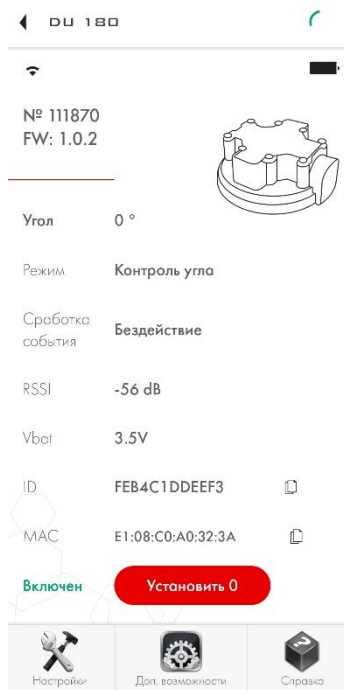 DU 180
№ 111870
FW: 1.0.2
Угол 0 °
Режим Контроль угла
Сработка
события Бездействие
RSSI -56 dB
Vbat 3.5V
ID FEB4C1DDEEF3
MAC E1:08:C0:A0:32:3A
Включен Установить 0
Настройки Доп. возможности Справка